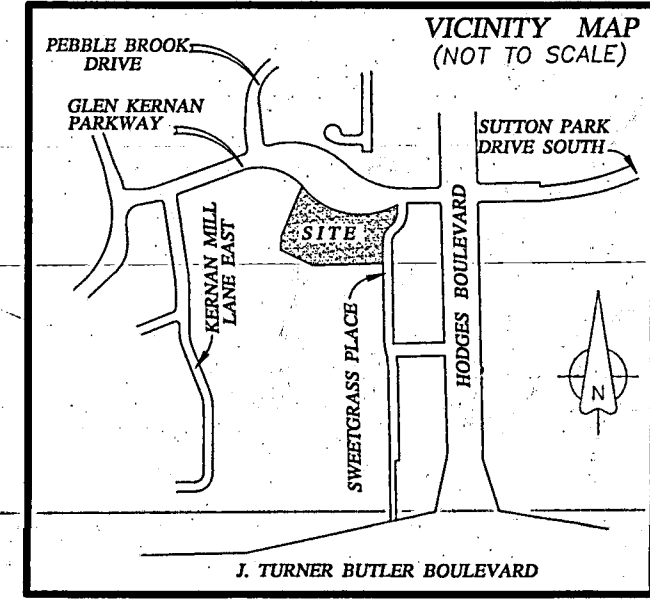 VICINITY MAP
(NOT TO SCALE)
PEBBLE BROOK
DRIVE
GLEN KERNAN
PARKWAY
SUTTON PARK
DRIVE SOUTH
SITE
KERNAN MILL
LANE EAST
SWEETGRASS PLACE
HODGES BOULEVARD
N
J. TURNER BUTLER BOULEVARD